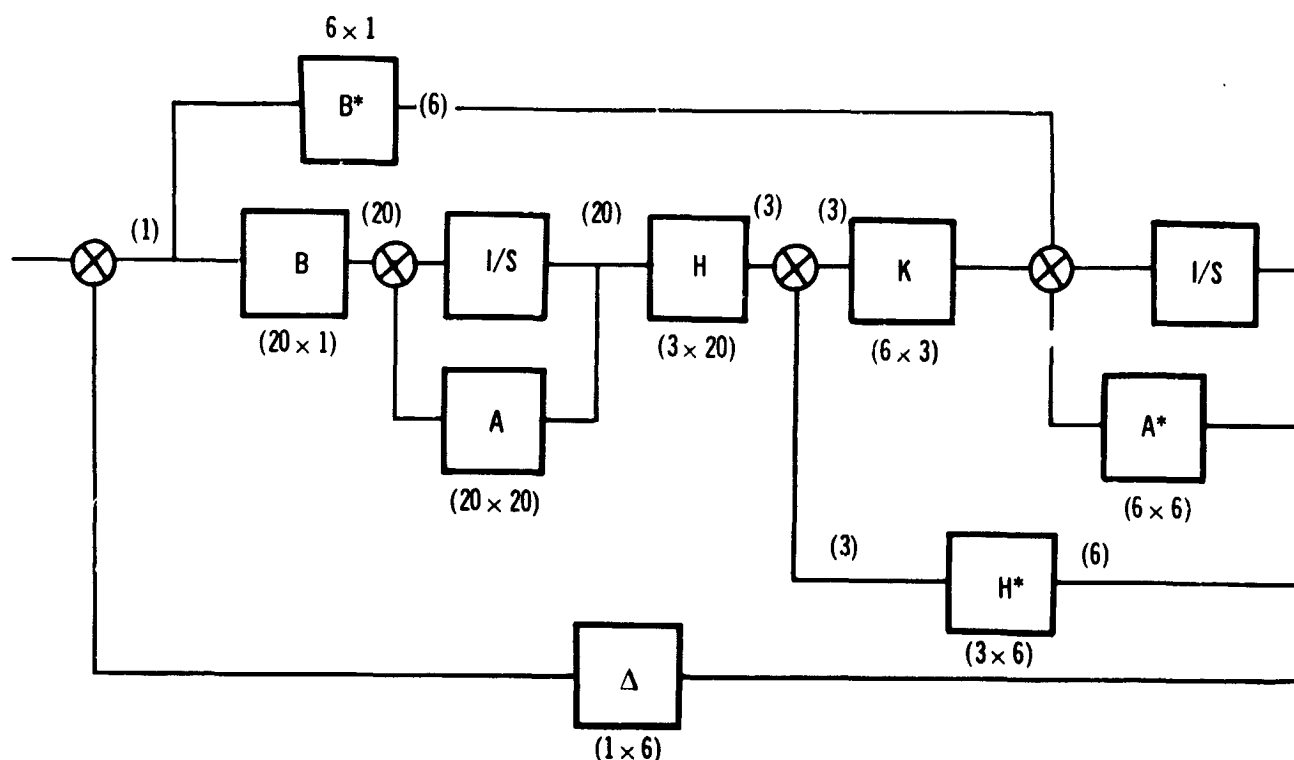 6 × 1
B*
(6)
(1)
B
(20 × 1)
(20)
I/S
(20)
H
(3 × 20)
(3)
(3)
K
(6 × 3)
I/S
A
(20 × 20)
A*
(6 × 6)
(3)
H*
(6)
(3 × 6)
Δ
(1 × 6)